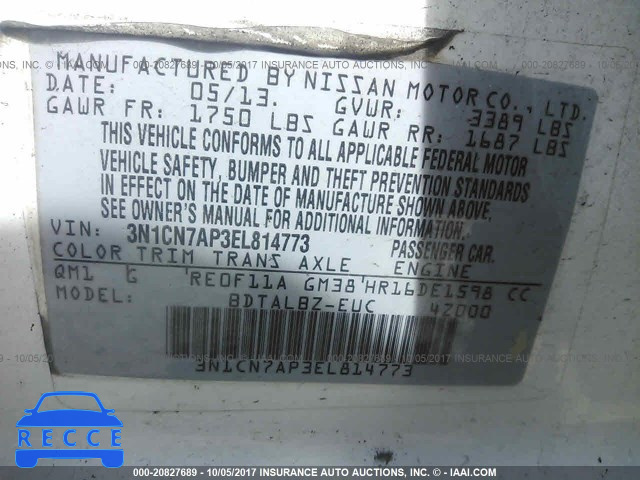 MANUFACTURED BY NISSAN MOTOR CO., LTD.
DATE: 05/13. GVWR: 3389 LBS
GAWR FR: 1750 LBS GAWR RR: 1687 LBS
THIS VEHICLE CONFORMS TO ALL APPLICABLE FEDERAL MOTOR
VEHICLE SAFETY, BUMPER AND THEFT PREVENTION STANDARDS
IN EFFECT ON THE DATE OF MANUFACTURE SHOWN ABOVE.
SEE OWNER'S MANUAL FOR ADDITIONAL INFORMATION.
VIN: 3N1CN7AP3EL814773 PASSENGER CAR.
COLOR TRIM TRANS AXLE ENGINE
QM1 G RE0F11A GM38 HR16DE1598 CC
BDTALBZ-EUC 4Z000
3N1CN7AP3EL814773
RECCE
000-20827689 - 10/05/2017 INSURANCE AUTO AUCTIONS SELECT - © - IAAI.COM